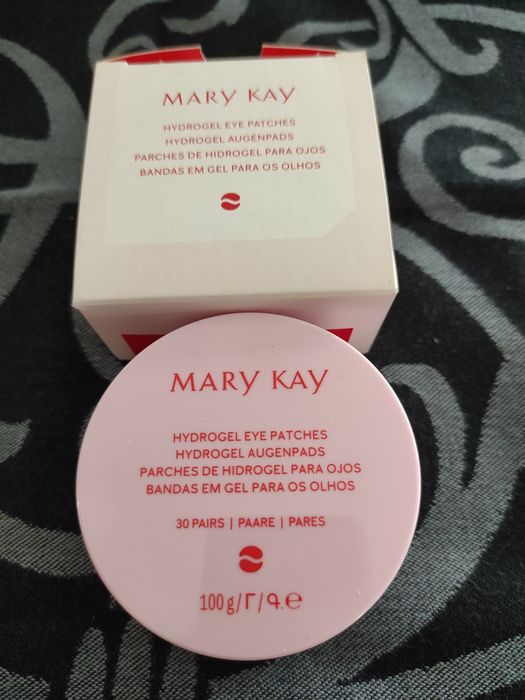 MARY KAY
HYDROGEL EYE PATCHES
HYDROGEL AUGENPADS
PARCHES DE HIDROGEL PARA OJOS
BANDAS EM GEL PARA OS OLHOS
MARY KAY
HYDROGEL EYE PATCHES
HYDROGEL AUGENPADS
PARCHES DE HIDROGEL PARA OJOS
BANDAS EM GEL PARA OS OLHOS
30 PAIRS | PAARE | PARES
100 g/Г/Գ.℮